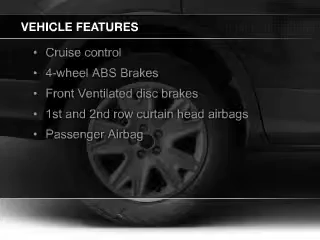 VEHICLE FEATURES
• Cruise control
• 4-wheel ABS Brakes
• Front Ventilated disc brakes
• 1st and 2nd row curtain head airbags
• Passenger Airbag